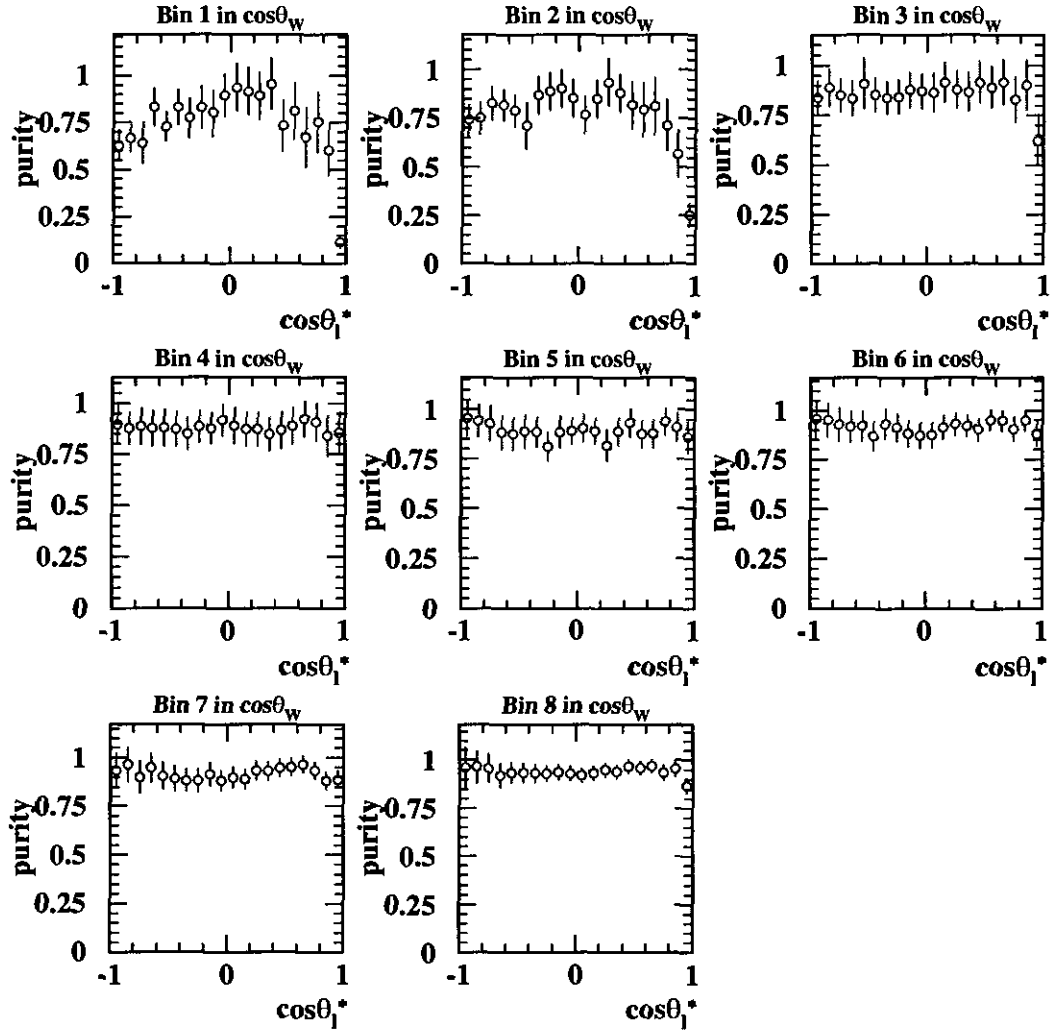 Bin 1 in cosθW
purity
1
0.75
0.5
0.25
0
-1 0 1
cosθl*
Bin 2 in cosθW
purity
1
0.75
0.5
0.25
0
-1 0 1
cosθl*
Bin 3 in cosθW
purity
1
0.75
0.5
0.25
0
-1 0 1
cosθl*
Bin 4 in cosθW
purity
1
0.75
0.5
0.25
0
-1 0 1
cosθl*
Bin 5 in cosθW
purity
1
0.75
0.5
0.25
0
-1 0 1
cosθl*
Bin 6 in cosθW
purity
1
0.75
0.5
0.25
0
-1 0 1
cosθl*
Bin 7 in cosθW
purity
1
0.75
0.5
0.25
0
-1 0 1
cosθl*
Bin 8 in cosθW
purity
1
0.75
0.5
0.25
0
-1 0 1
cosθl*